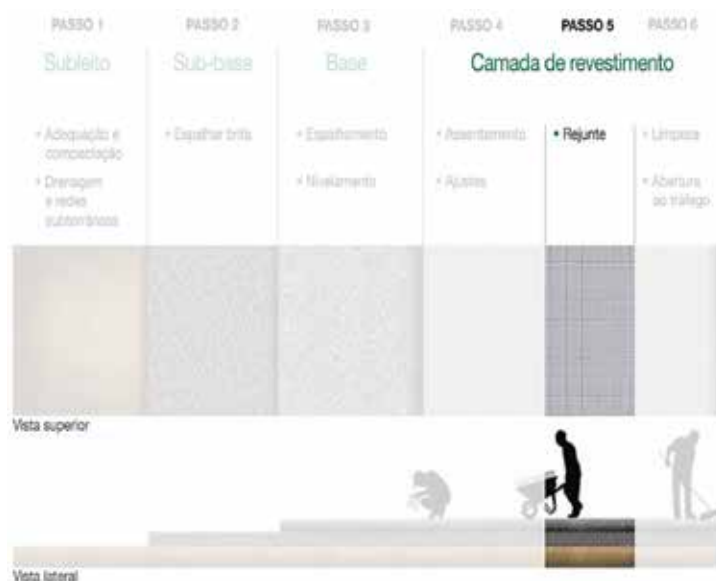 PASSO 1
PASSO 2
PASSO 3
PASSO 4
PASSO 5
PASSO 6
Subleito
Sub-base
Base
Camada de revestimento
• Adequação e
compactação
• Drenagem
e redes
subterrâneas
• Espalhar brita
• Espalhamento
• Nivelamento
• Assentamento
• Ajustes
• Rejunte
• Limpeza
• Abertura
ao tráfego
Vista superior
Vista lateral